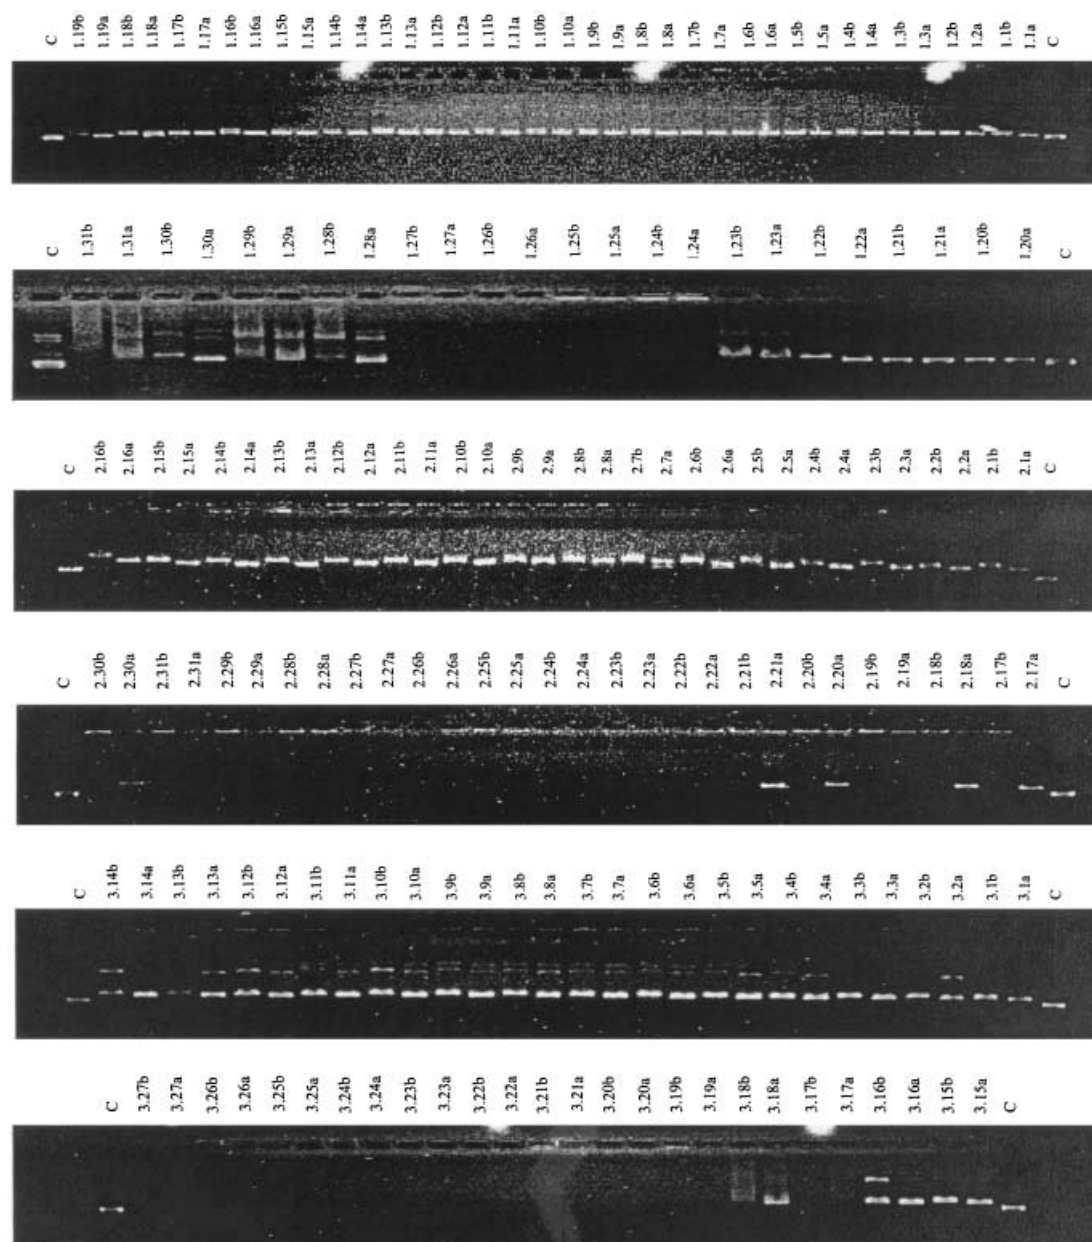 C 1.19b 1.19a 1.18b 1.18a 1.17b 1.17a 1.16b 1.16a 1.15b 1.15a 1.14b 1.14a 1.13b 1.13a 1.12b 1.12a 1.11b 1.11a 1.10b 1.10a 1.9b 1.9a 1.8b 1.8a 1.7b 1.7a 1.6b 1.6a 1.5b 1.5a 1.4b 1.4a 1.3b 1.3a 1.2b 1.2a 1.1b 1.1a C
C 1.31b 1.31a 1.30b 1.30a 1.29b 1.29a 1.28b 1.28a 1.27b 1.27a 1.26b 1.26a 1.25b 1.25a 1.24b 1.24a 1.23b 1.23a 1.22b 1.22a 1.21b 1.21a 1.20b 1.20a C
C 2.16b 2.16a 2.15b 2.15a 2.14b 2.14a 2.13b 2.13a 2.12b 2.12a 2.11b 2.11a 2.10b 2.10a 2.9b 2.9a 2.8b 2.8a 2.7b 2.7a 2.6b 2.6a 2.5b 2.5a 2.4b 2.4a 2.3b 2.3a 2.2b 2.2a 2.1b 2.1a C
C 2.30b 2.30a 2.31b 2.31a 2.29b 2.29a 2.28b 2.28a 2.27b 2.27a 2.26b 2.26a 2.25b 2.25a 2.24b 2.24a 2.23b 2.23a 2.22b 2.22a 2.21b 2.21a 2.20b 2.20a 2.19b 2.19a 2.18b 2.18a 2.17b 2.17a C
C 3.14b 3.14a 3.13b 3.13a 3.12b 3.12a 3.11b 3.11a 3.10b 3.10a 3.9b 3.9a 3.8b 3.8a 3.7b 3.7a 3.6b 3.6a 3.5b 3.5a 3.4b 3.4a 3.3b 3.3a 3.2b 3.2a 3.1b 3.1a C
C 3.27b 3.27a 3.26b 3.26a 3.25b 3.25a 3.24b 3.24a 3.23b 3.23a 3.22b 3.22a 3.21b 3.21a 3.20b 3.20a 3.19b 3.19a 3.18b 3.18a 3.17b 3.17a 3.16b 3.16a 3.15b 3.15a C